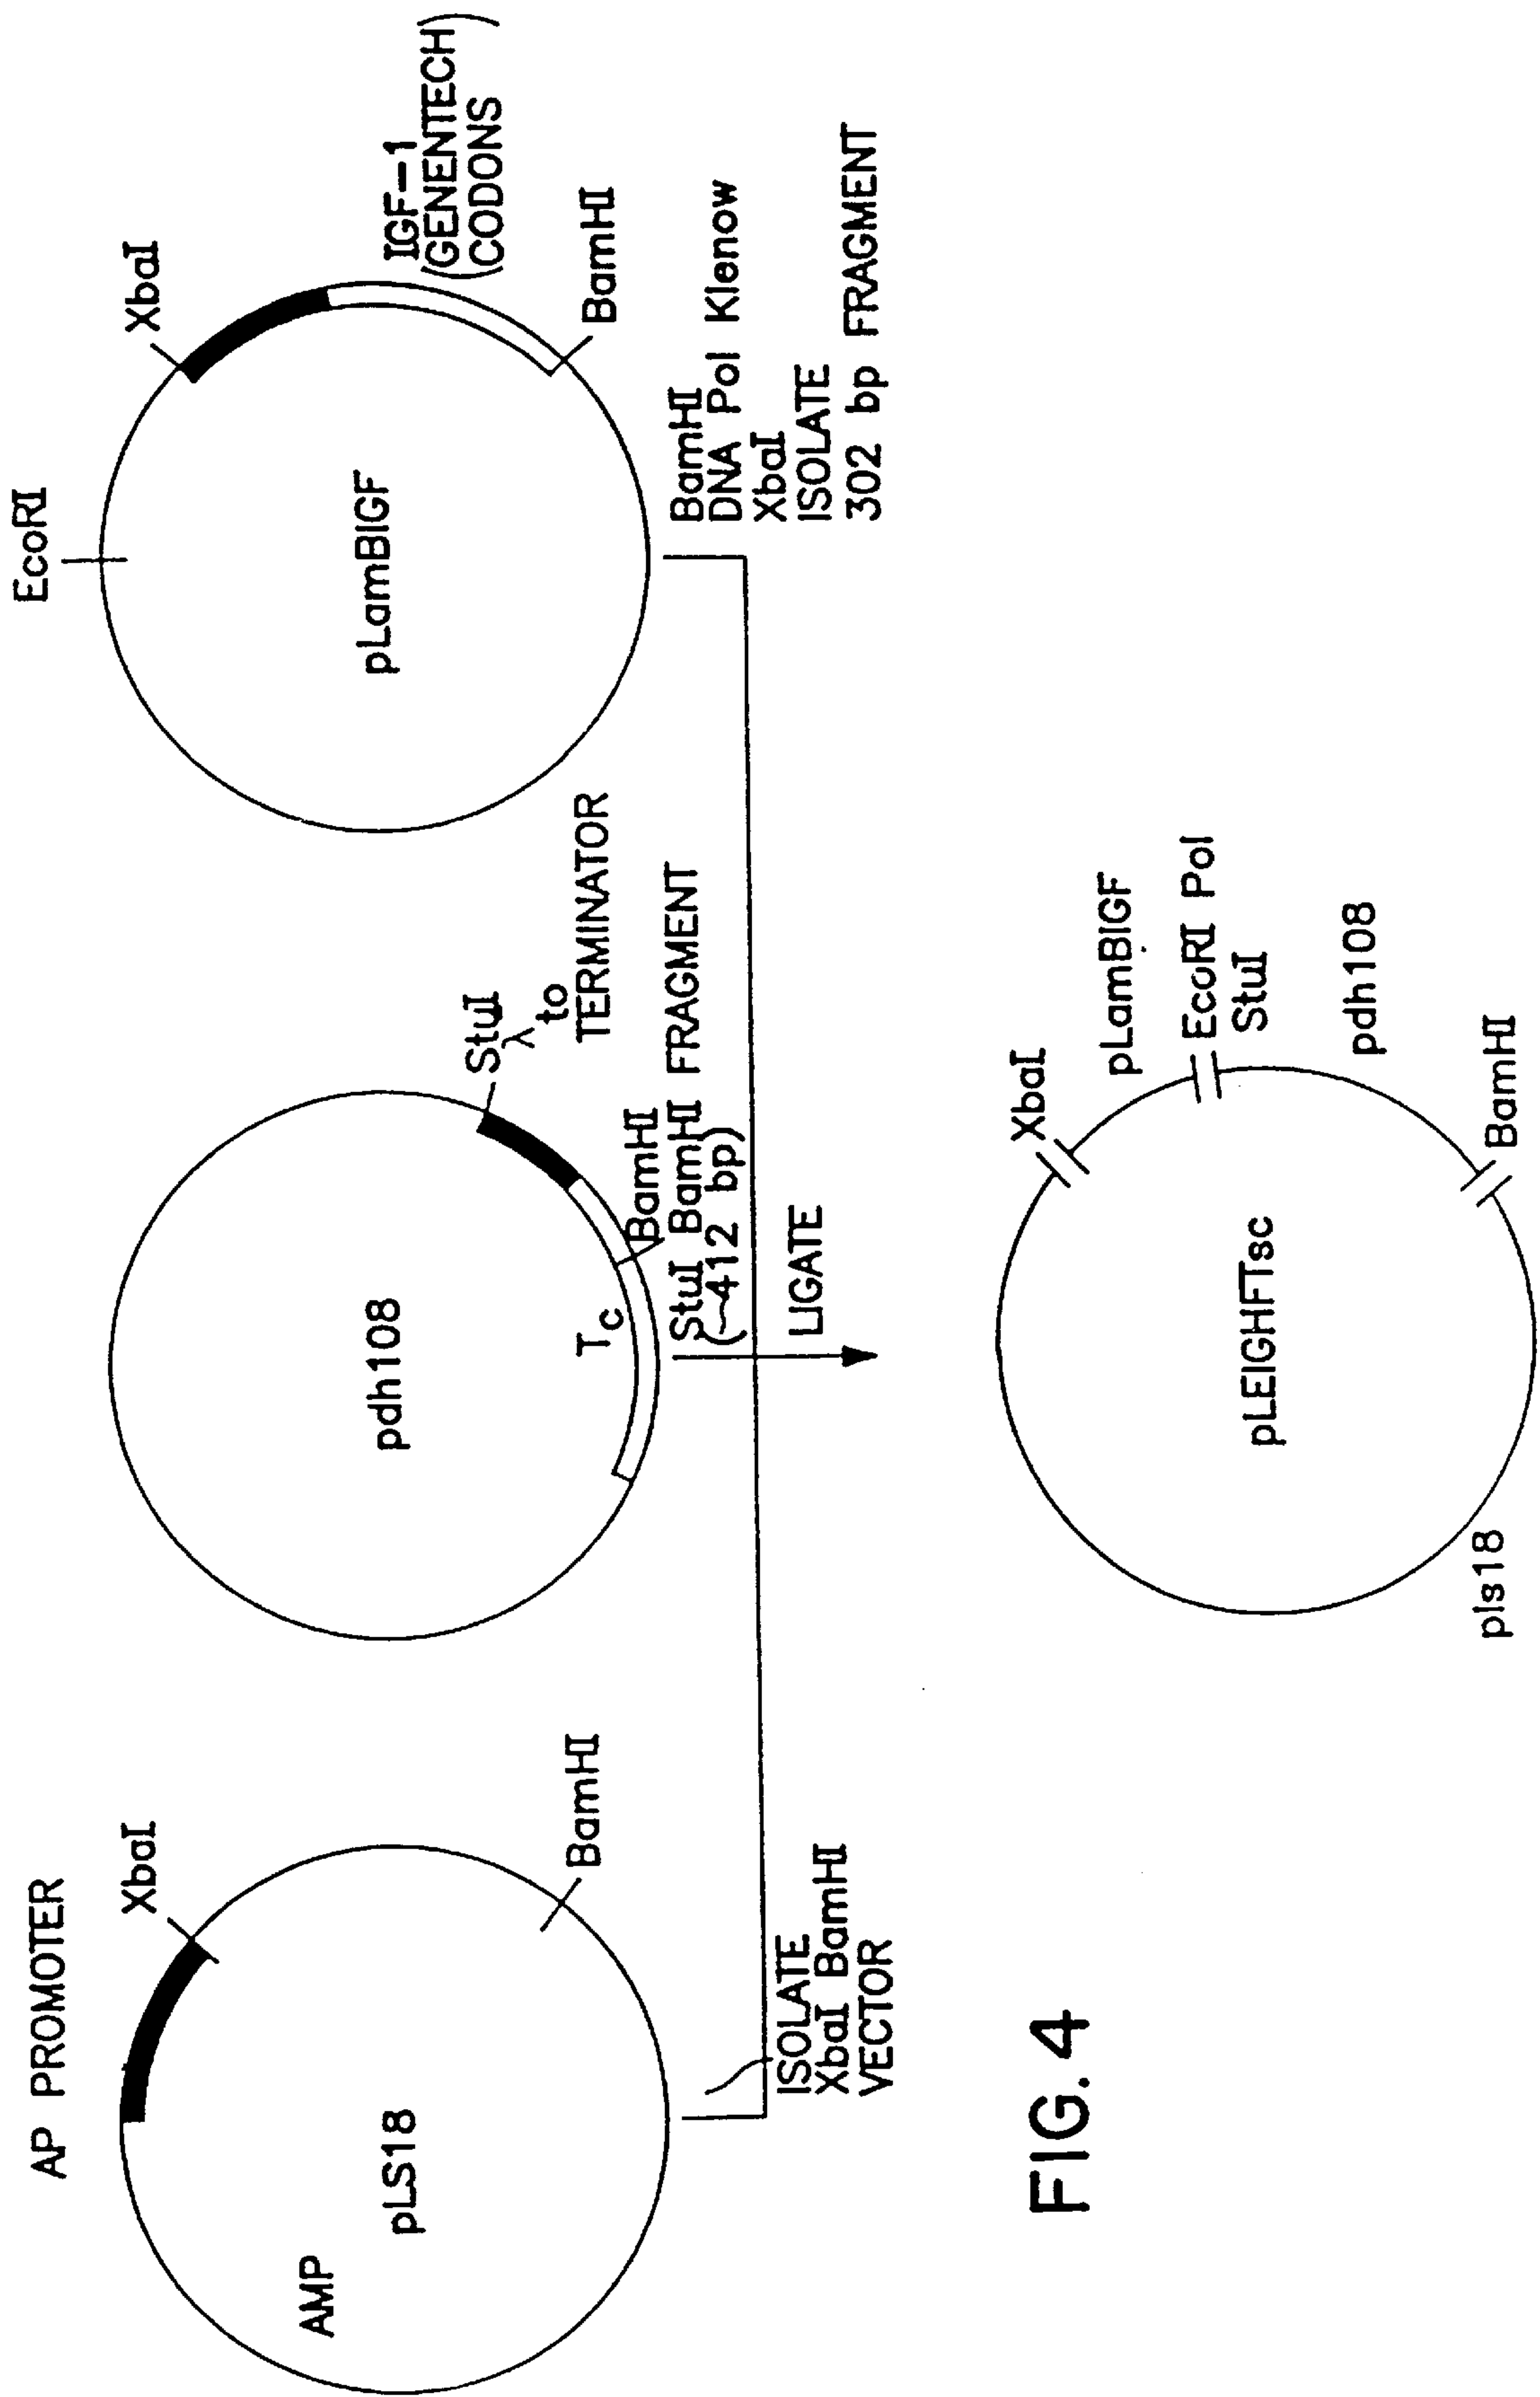 AP PROMOTER
XbaI
AMP
pLS18
BamHI
ISOLATE
XbaI BamHI
VECTOR
pdh108
StuI
λ to
TERMINATOR
Tc
BamHI
StuI BamHI FRAGMENT
(~412 bp)
LIGATE
EcoRI
XbaI
pLamBIGF
IGF-1
(GENENTECH)
(CODONS
BamHI
BamHI
DNA Pol Klenow
XbaI
ISOLATE
302 bp FRAGMENT
XbaI
pLamBIGF
EcoRI Pol
StuI
pdh108
BamHI
pLEIGHFTsc
pls18
FIG. 4